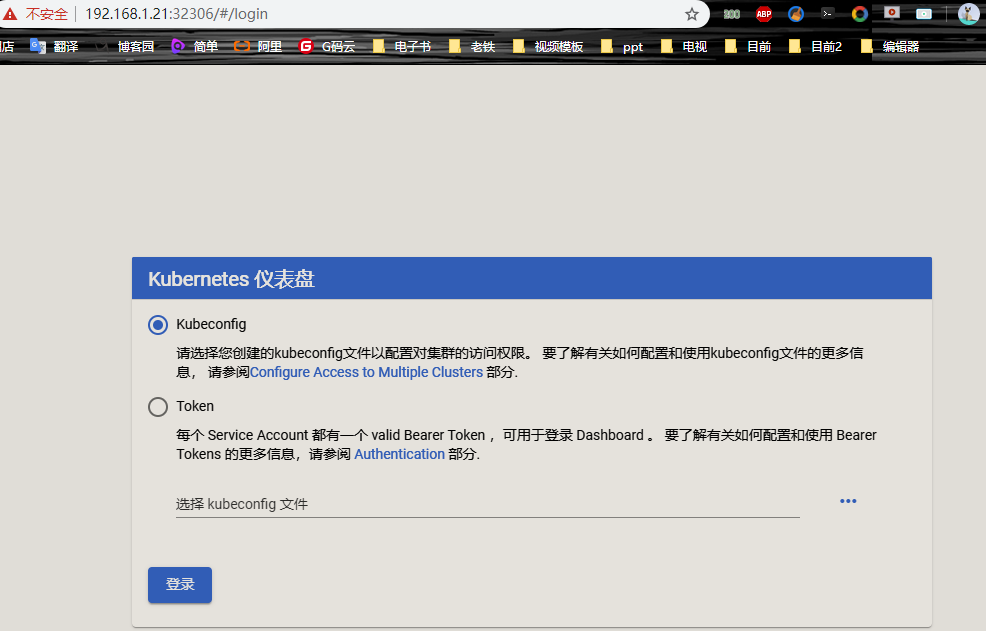 不安全 192.168.1.21:32306/#/login
店 翻译 博客园 简单 阿里 G码云 电子书 老铁 视频模板 ppt 电视 目前 目前2 编辑器
Kubernetes 仪表盘
Kubeconfig
请选择您创建的kubeconfig文件以配置对集群的访问权限。 要了解有关如何配置和使用kubeconfig文件的更多信
息， 请参阅Configure Access to Multiple Clusters 部分.
Token
每个 Service Account 都有一个 valid Bearer Token ，可用于登录 Dashboard 。 要了解有关如何配置和使用 Bearer
Tokens 的更多信息，请参阅 Authentication 部分.
选择 kubeconfig 文件
登录